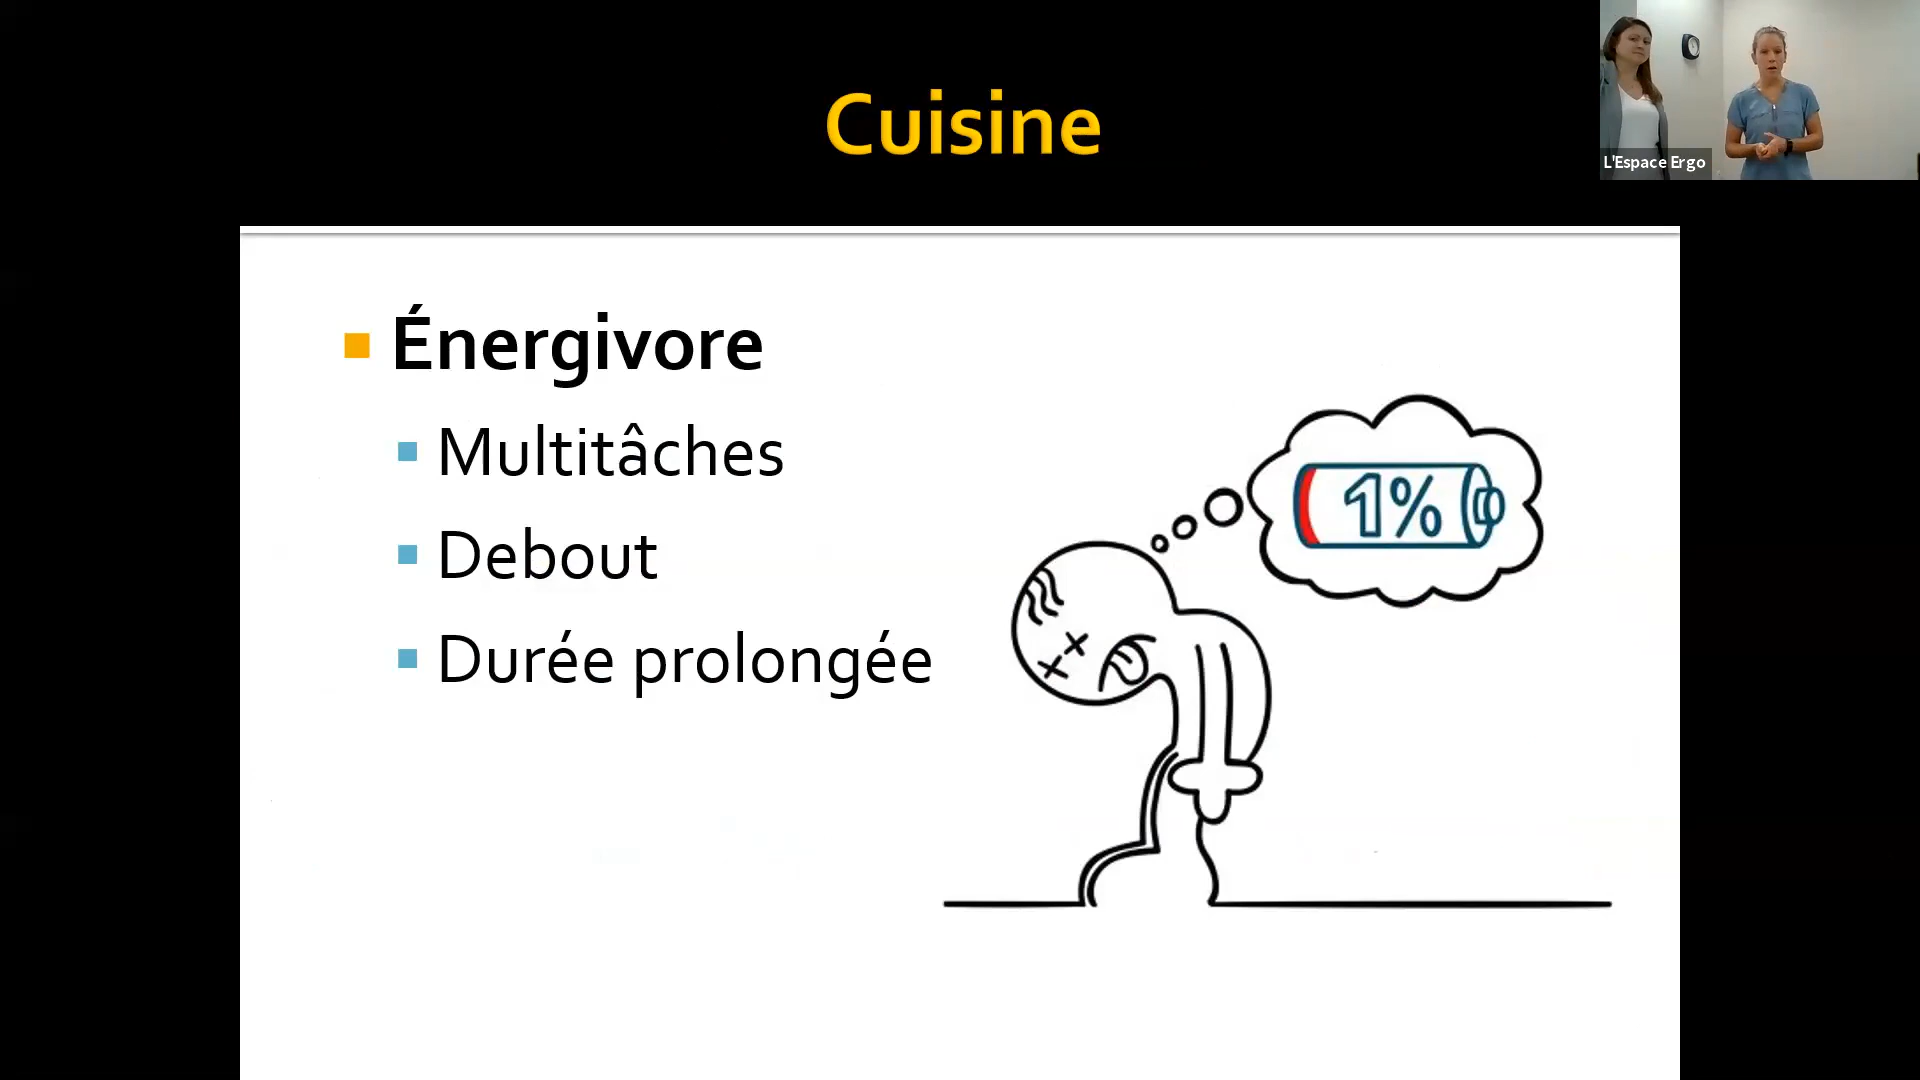 Cuisine
L'Espace Ergo
Énergivore
Multitâches
Debout
Durée prolongée
1%